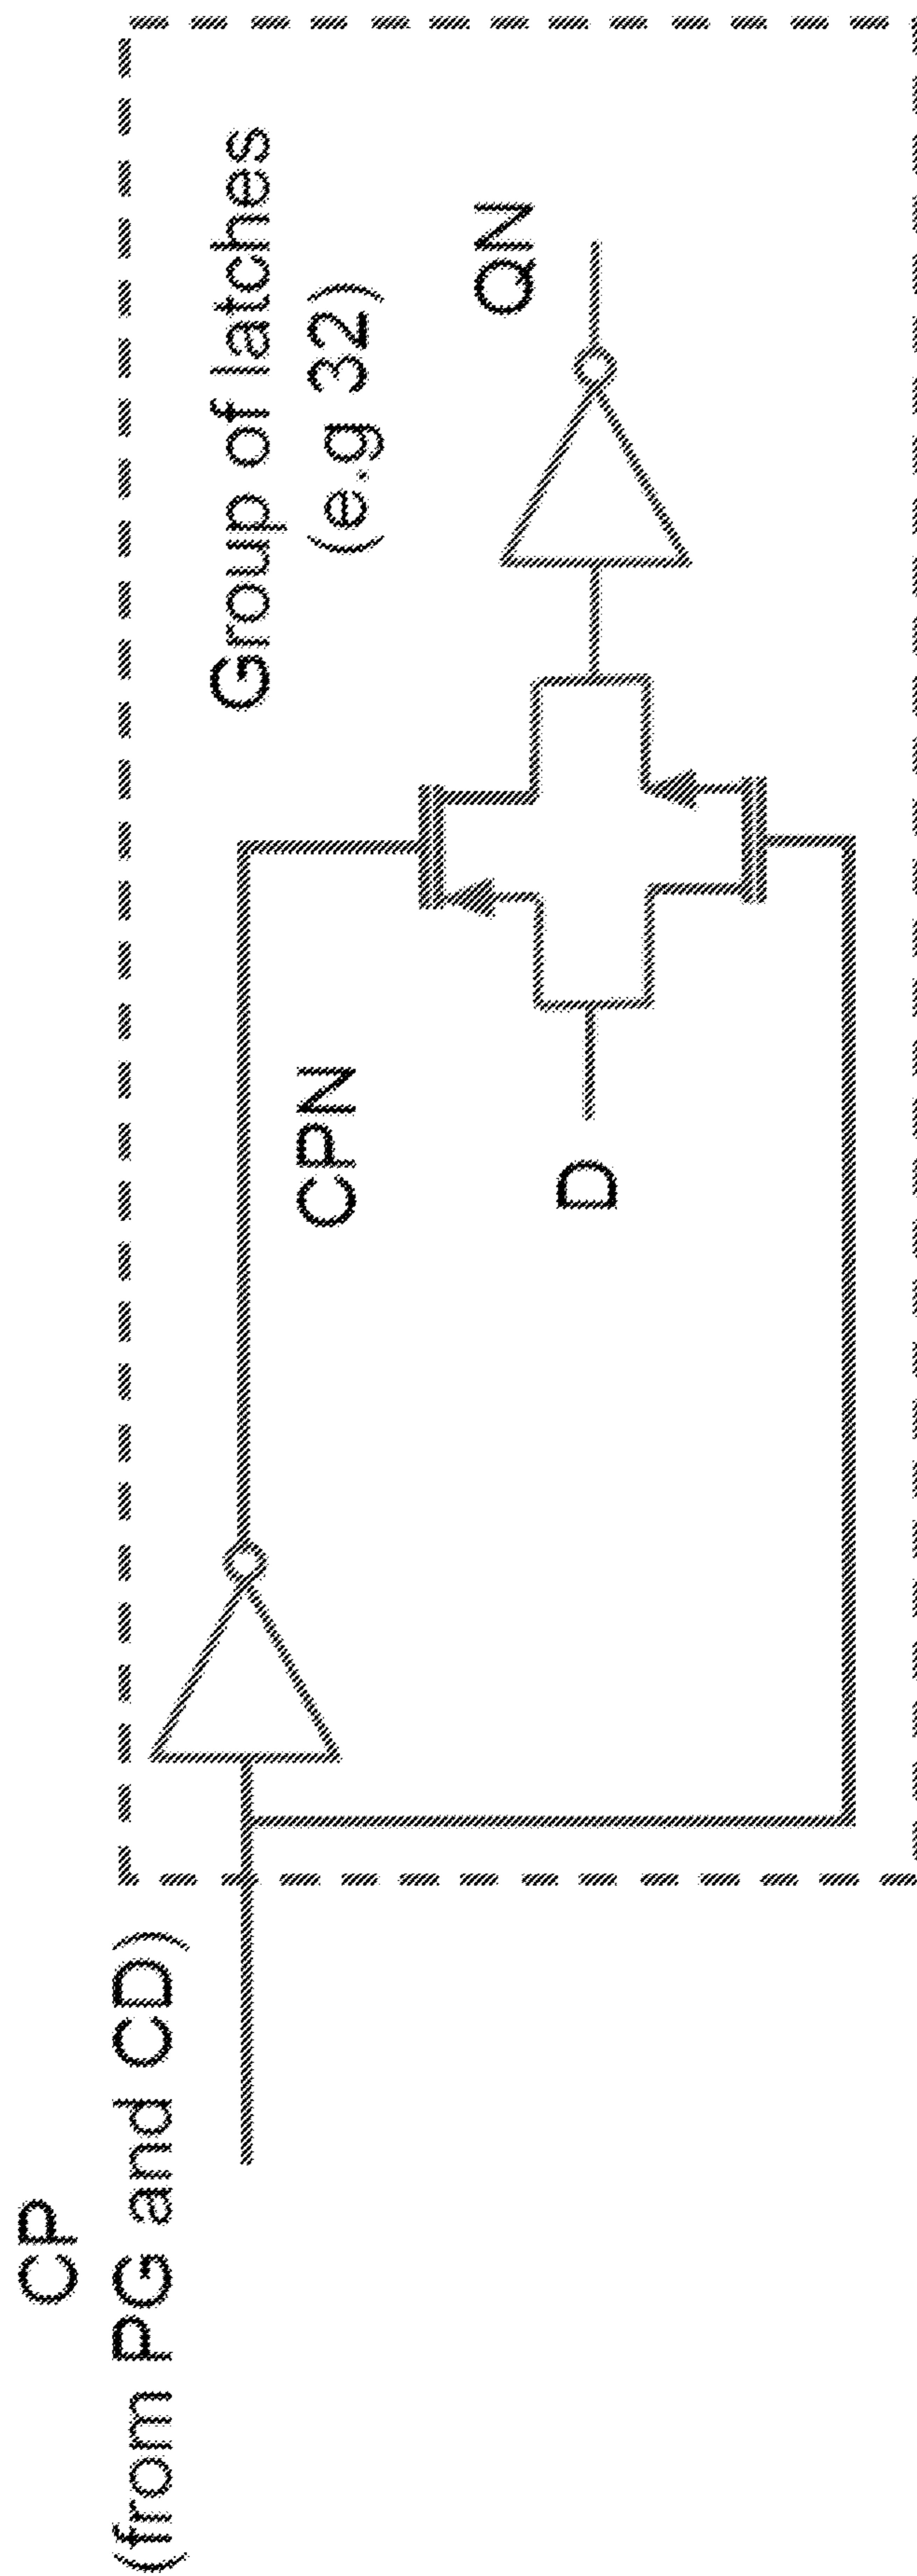 CP
(from PG and CD)
Group of latches
(e.g 32)
CPN
D
QN